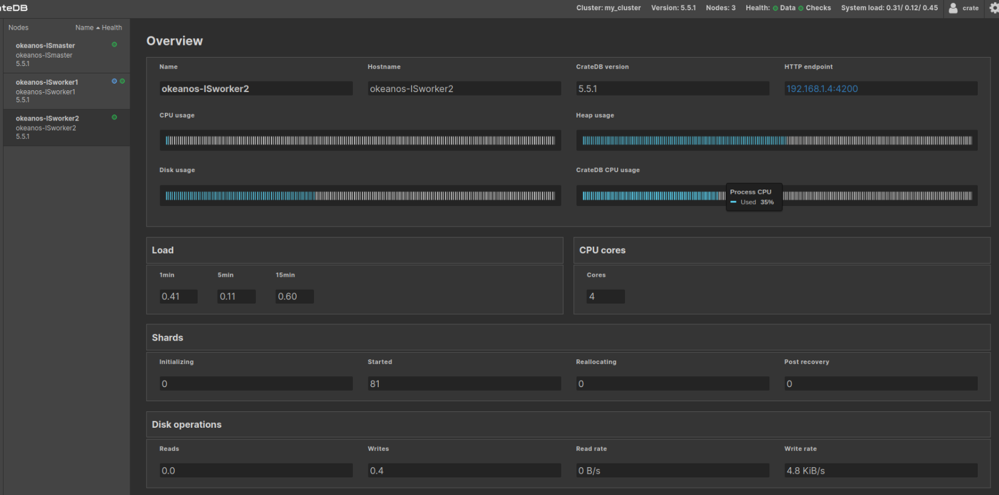 ateDB
Cluster: my_cluster Version: 5.5.1 Nodes: 3 Health: Data Checks System load: 0.31/ 0.12/ 0.45 crate
Nodes Name Health
okeanos-ISmaster
okeanos-ISmaster
5.5.1
okeanos-ISworker1
okeanos-ISworker1
5.5.1
okeanos-ISworker2
okeanos-ISworker2
5.5.1
Overview
Name Hostname CrateDB version HTTP endpoint
okeanos-ISworker2 okeanos-ISworker2 5.5.1 192.168.1.4:4200
CPU usage Heap usage
Disk usage CrateDB CPU usage
Process CPU
Used 35%
Load
1min 5min 15min
0.41 0.11 0.60
CPU cores
Cores
4
Shards
Initializing Started Reallocating Post recovery
0 81 0 0
Disk operations
Reads Writes Read rate Write rate
0.0 0.4 0 B/s 4.8 KiB/s